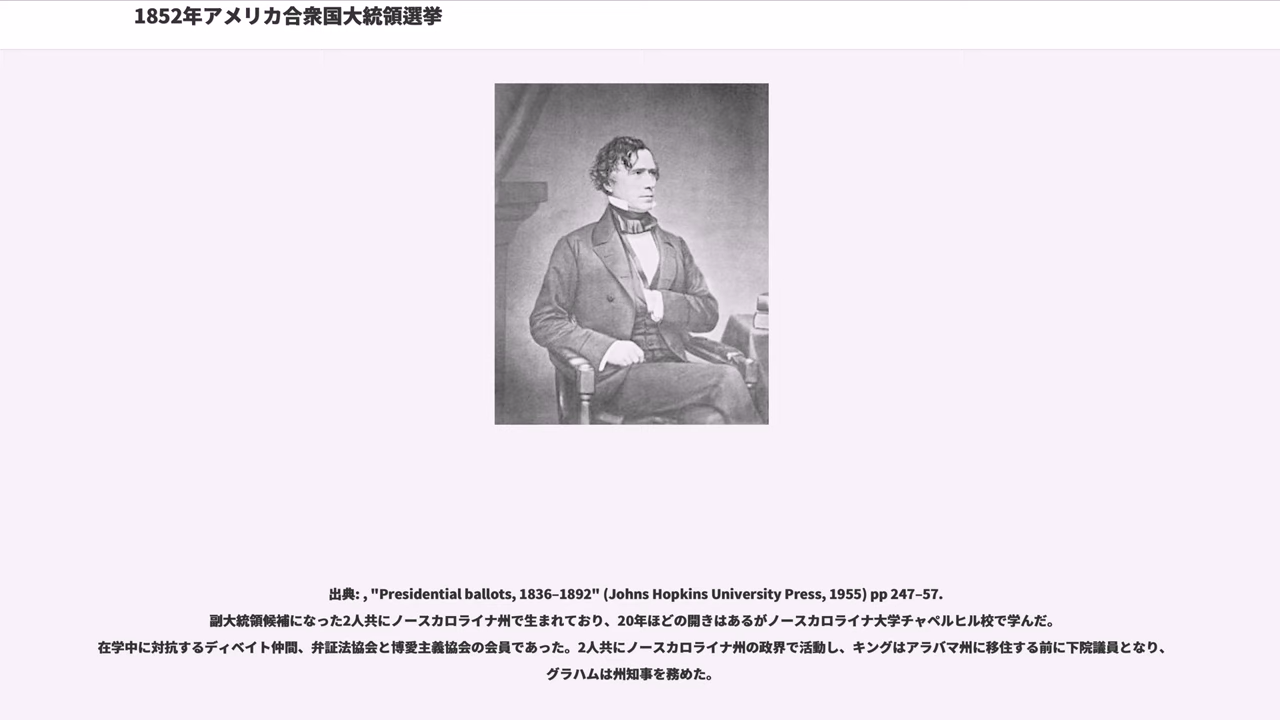 1852年アメリカ合衆国大統領選挙
出典: , "Presidential ballots, 1836–1892" (Johns Hopkins University Press, 1955) pp 247–57.
副大統領候補になった2人共にノースカロライナ州で生まれており、20年ほどの開きはあるがノースカロライナ大学チャペルヒル校で学んだ。
在学中に対抗するディベイト仲間、弁証法協会と博愛主義協会の会員であった。2人共にノースカロライナ州の政界で活動し、キングはアラバマ州に移住する前に下院議員となり、
グラハムは州知事を務めた。